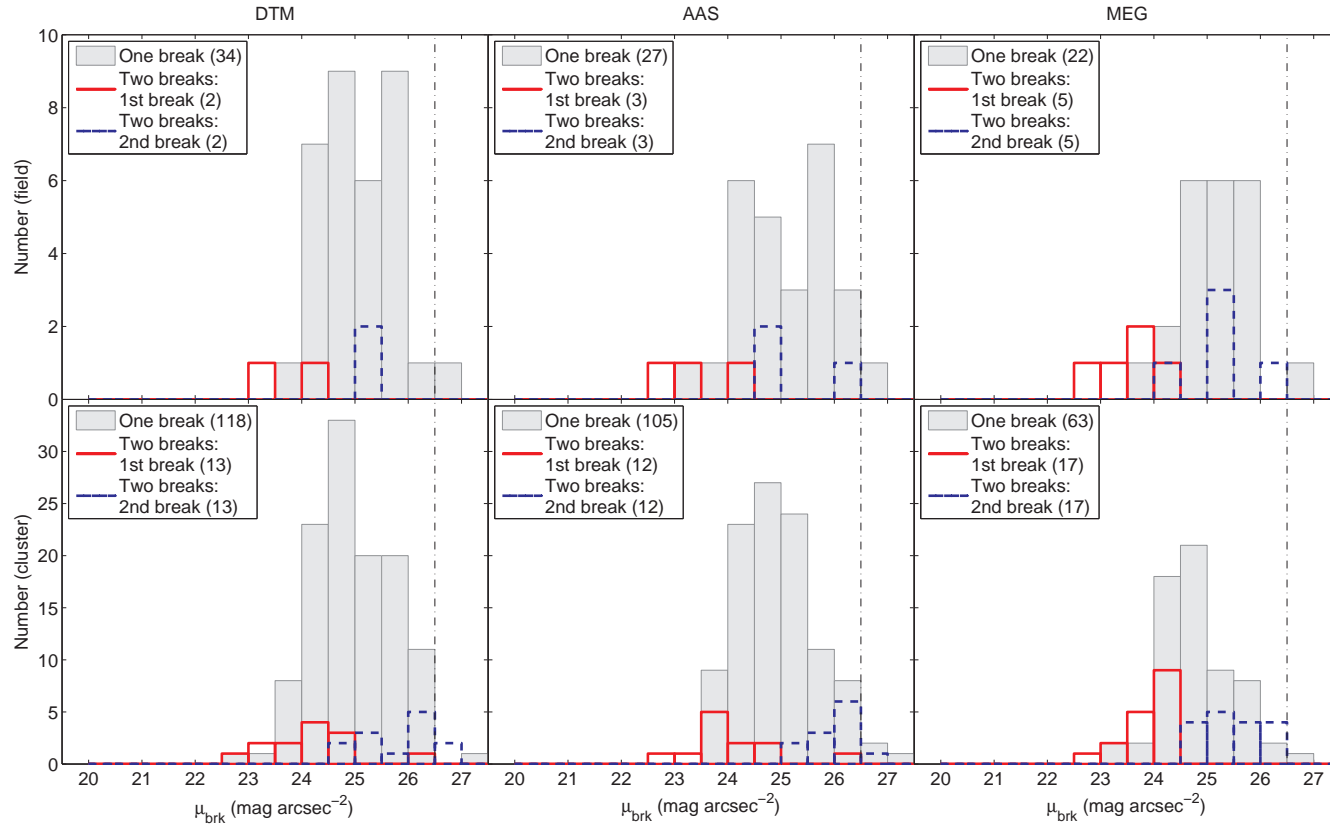 DTM
AAS
MEG
10
8
6
4
2
0
Number (field)
One break (34)
Two breaks:
1st break (2)
Two breaks:
2nd break (2)
One break (27)
Two breaks:
1st break (3)
Two breaks:
2nd break (3)
One break (22)
Two breaks:
1st break (5)
Two breaks:
2nd break (5)
30
25
20
15
10
5
0
Number (cluster)
One break (118)
Two breaks:
1st break (13)
Two breaks:
2nd break (13)
One break (105)
Two breaks:
1st break (12)
Two breaks:
2nd break (12)
One break (63)
Two breaks:
1st break (17)
Two breaks:
2nd break (17)
20 21 22 23 24 25 26 27
20 21 22 23 24 25 26 27
20 21 22 23 24 25 26 27
μbrk (mag arcsec−2)
μbrk (mag arcsec−2)
μbrk (mag arcsec−2)